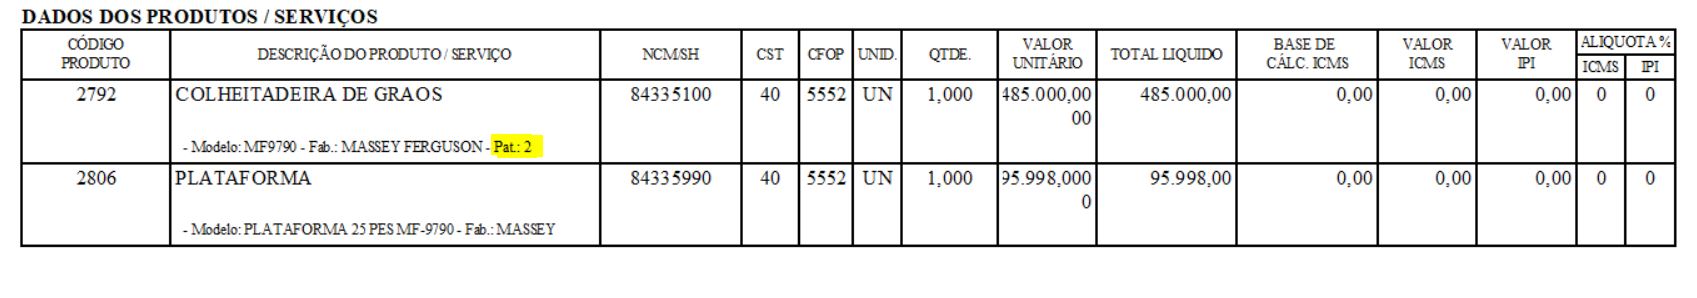 DADOS DOS PRODUTOS / SERVIÇOS
CÓDIGO PRODUTO DESCRIÇÃO DO PRODUTO / SERVIÇO NCM/SH CST CFOP UNID. QTDE. VALOR UNITÁRIO TOTAL LIQUIDO BASE DE CÁLC. ICMS VALOR ICMS VALOR IPI ALIQUOTA %
ICMS IPI
2792 COLHEITADEIRA DE GRAOS 84335100 40 5552 UN 1,000 485.000,00 485.000,00 0,00 0,00 0,00 0 0
00
- Modelo: MF9790 - Fab.: MASSEY FERGUSON - Pat.: 2
2806 PLATAFORMA 84335990 40 5552 UN 1,000 95.998,000 95.998,00 0,00 0,00 0,00 0 0
0
- Modelo: PLATAFORMA 25 PES MF-9790 - Fab.: MASSEY